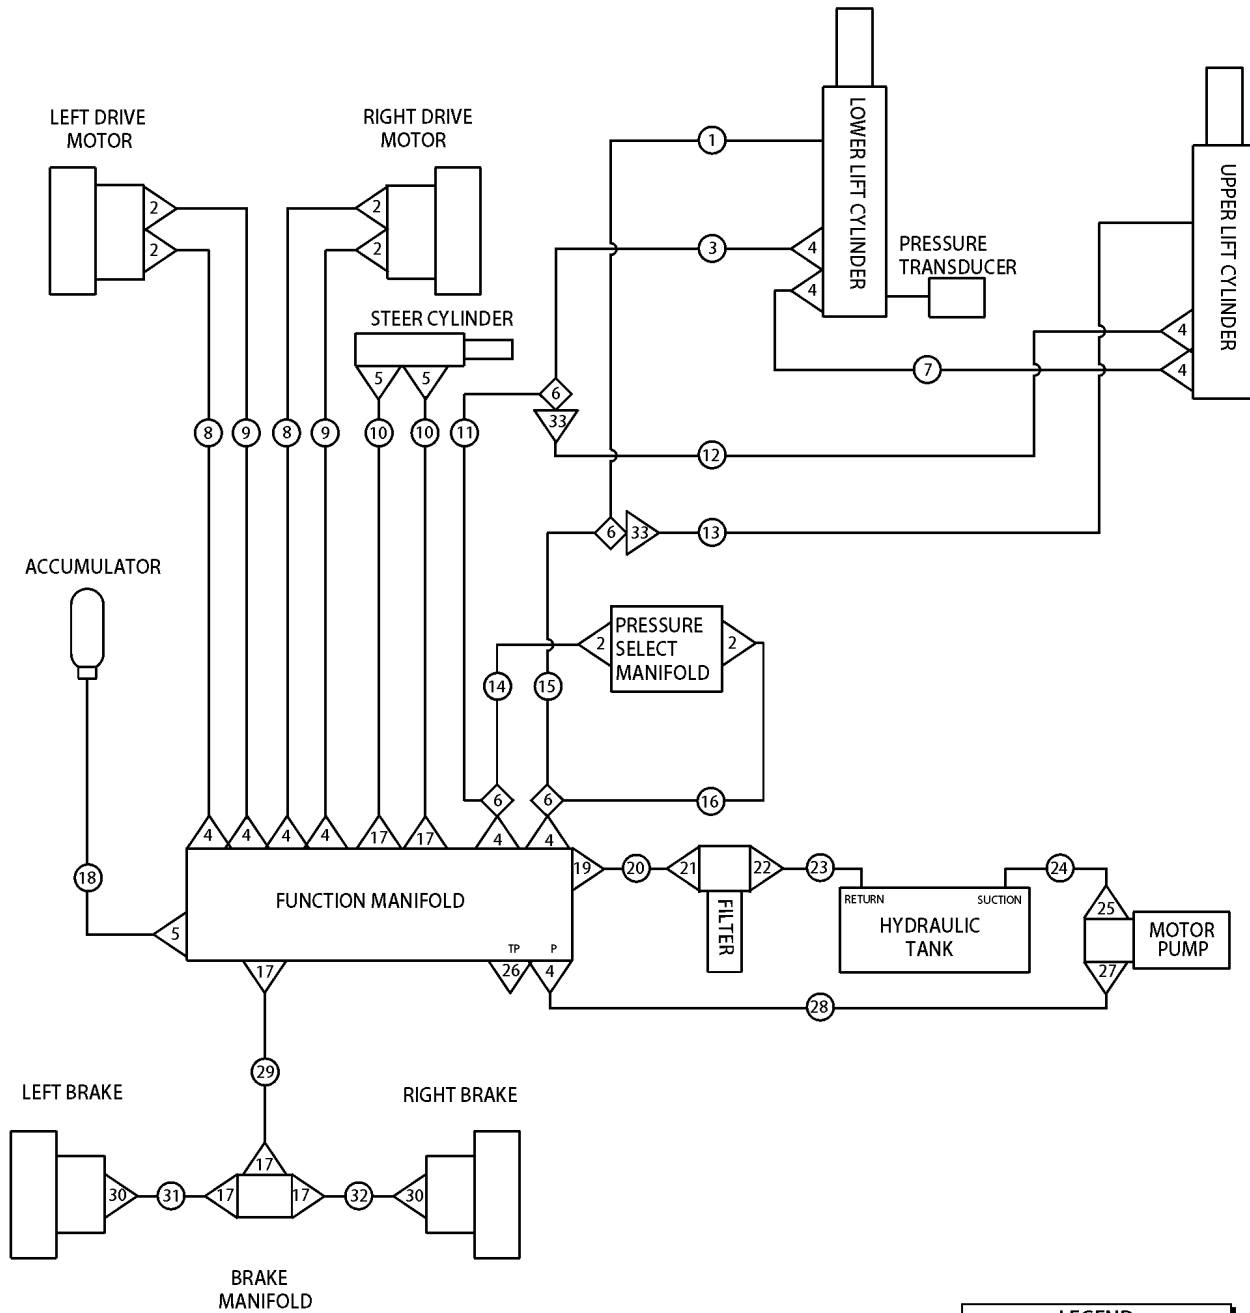 LEFT DRIVE
MOTOR
RIGHT DRIVE
MOTOR
LOWER LIFT CYLINDER
UPPER LIFT CYLINDER
1
2
2
2
2
3
4
4
PRESSURE
TRANSDUCER
STEER CYLINDER
5
5
4
4
7
6
33
8
9
8
9
10
10
11
12
6
33
13
ACCUMULATOR
PRESSURE
SELECT
MANIFOLD
2
2
14
15
6
6
16
4
4
4
4
17
17
4
4
18
5
FUNCTION MANIFOLD
19
20
21
22
FILTER
23
24
RETURN
SUCTION
HYDRAULIC
TANK
25
MOTOR
PUMP
27
TP
P
17
26
4
28
29
LEFT BRAKE
RIGHT BRAKE
17
30
31
17
17
32
30
BRAKE
MANIFOLD
LEGEND